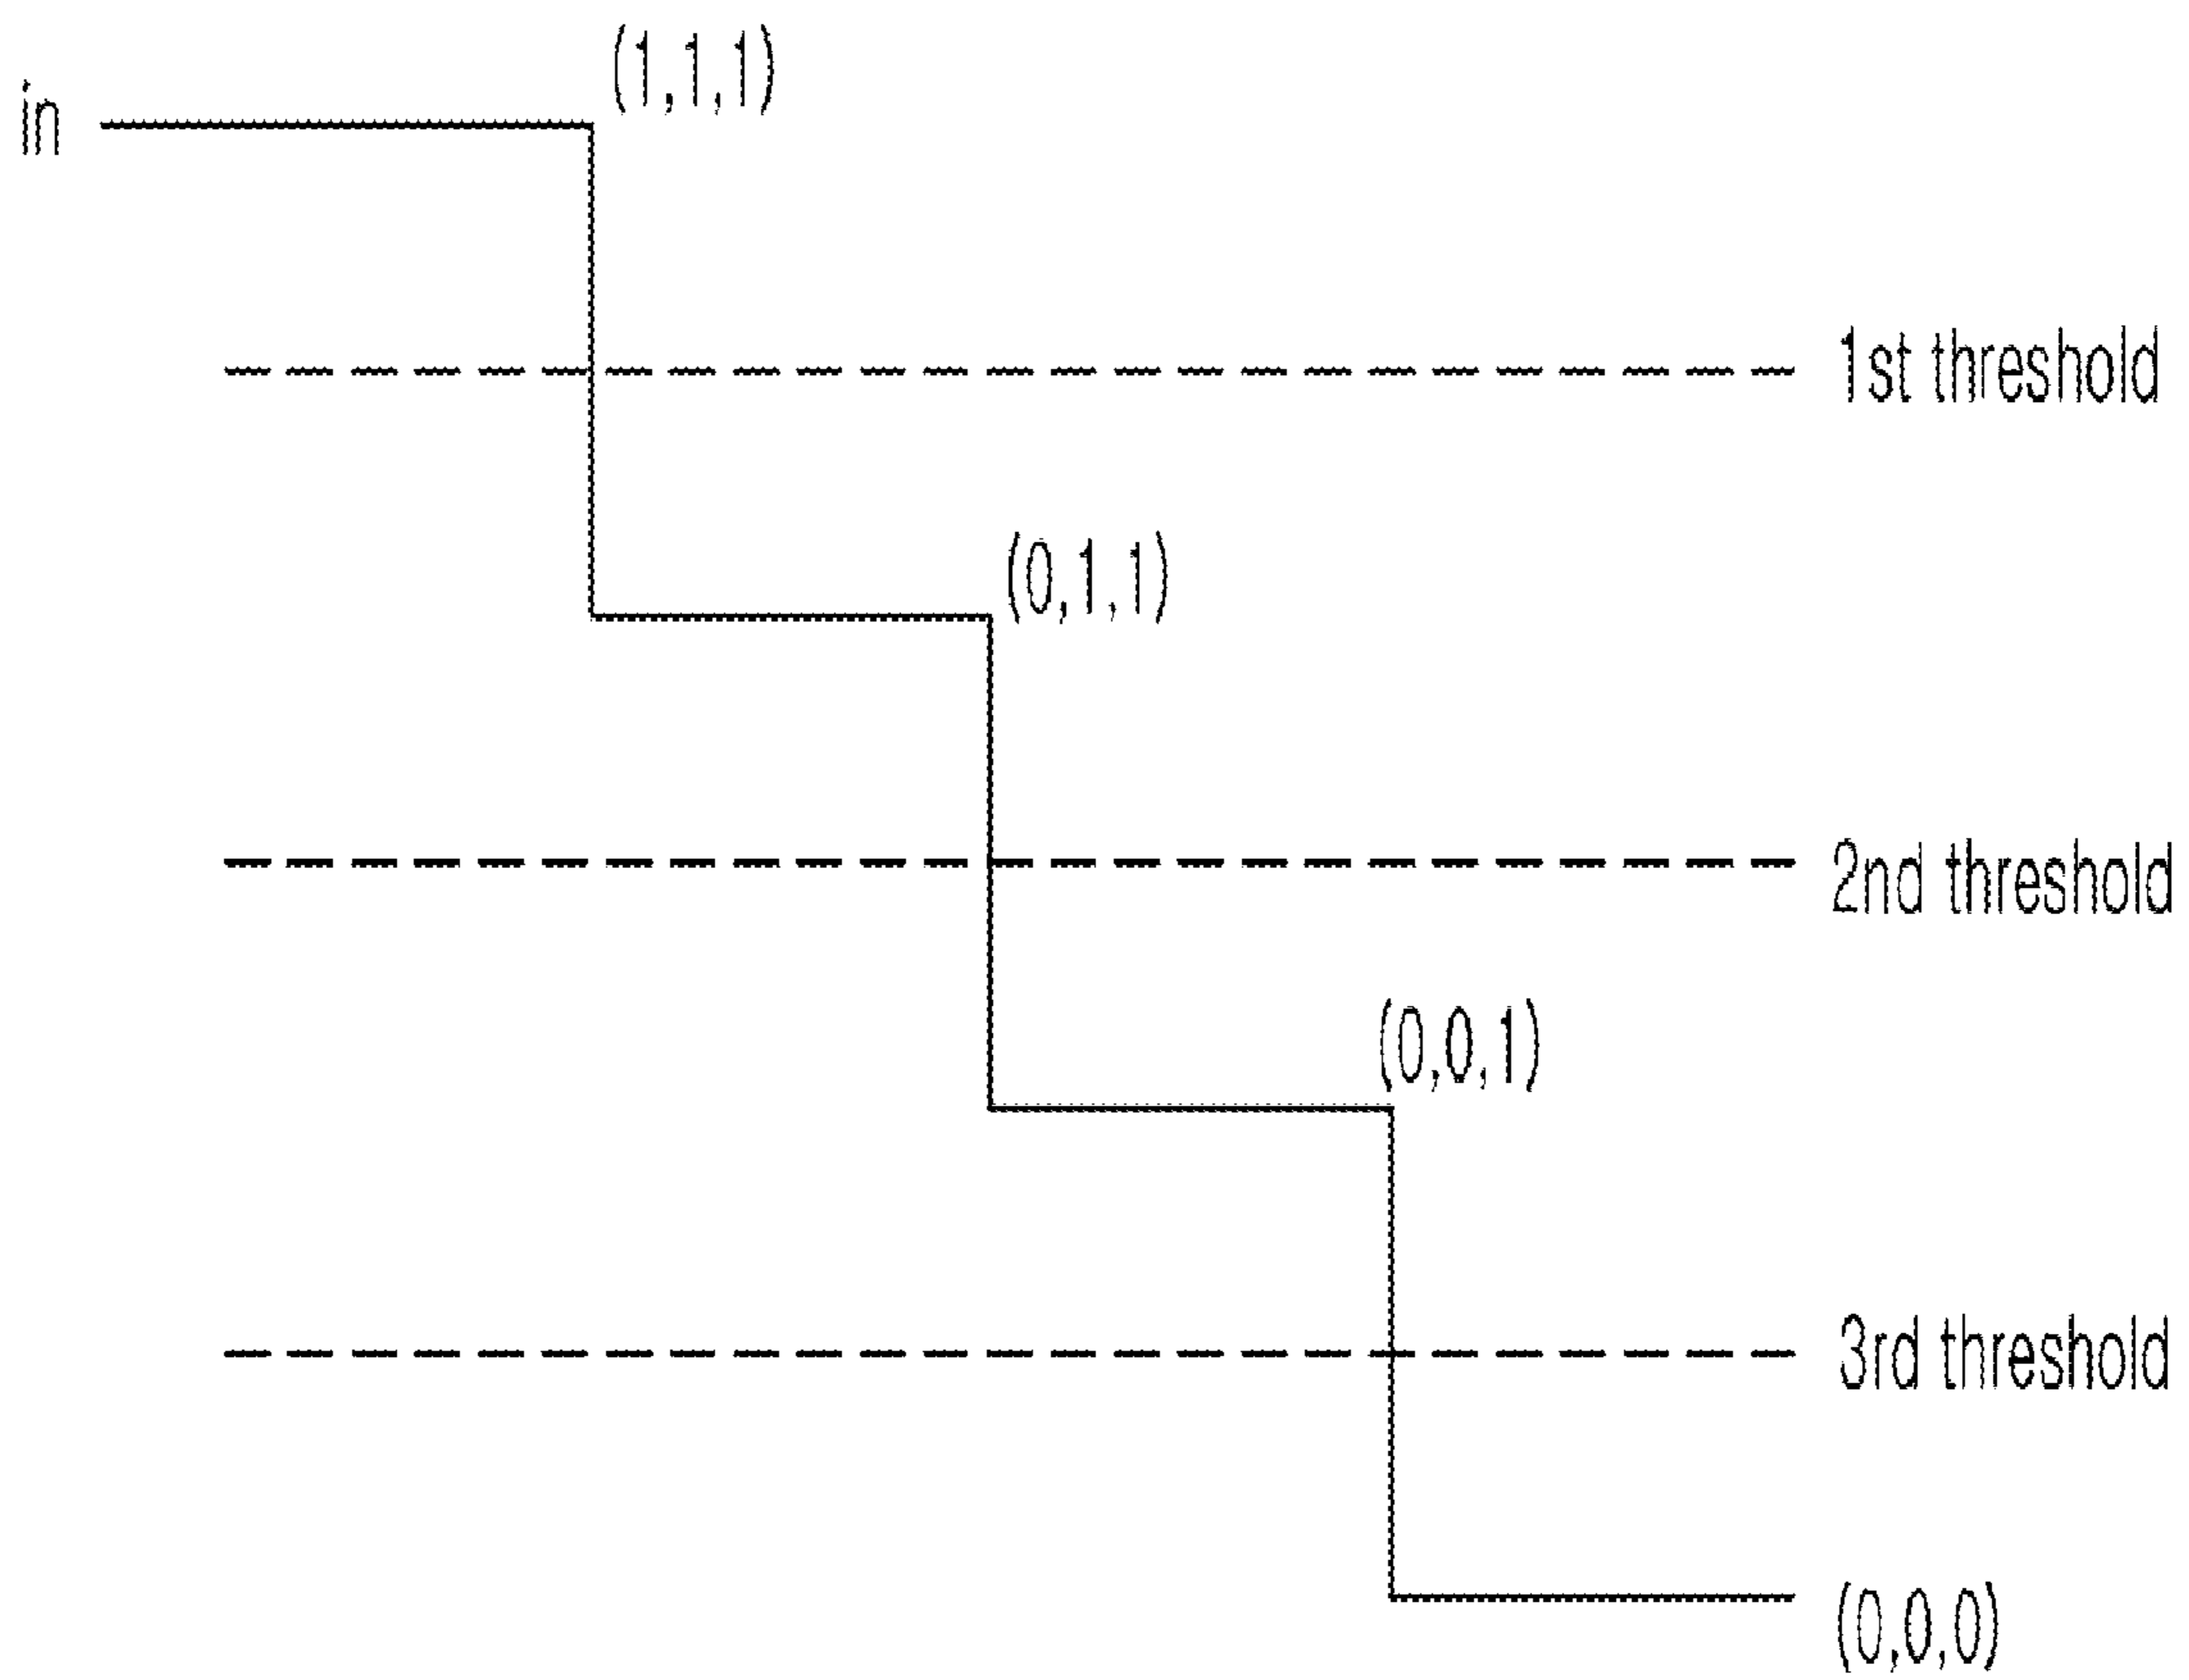 (1,1,1)
in
1st threshold
(0,1,1)
2nd threshold
(0,0,1)
3rd threshold
(0,0,0)